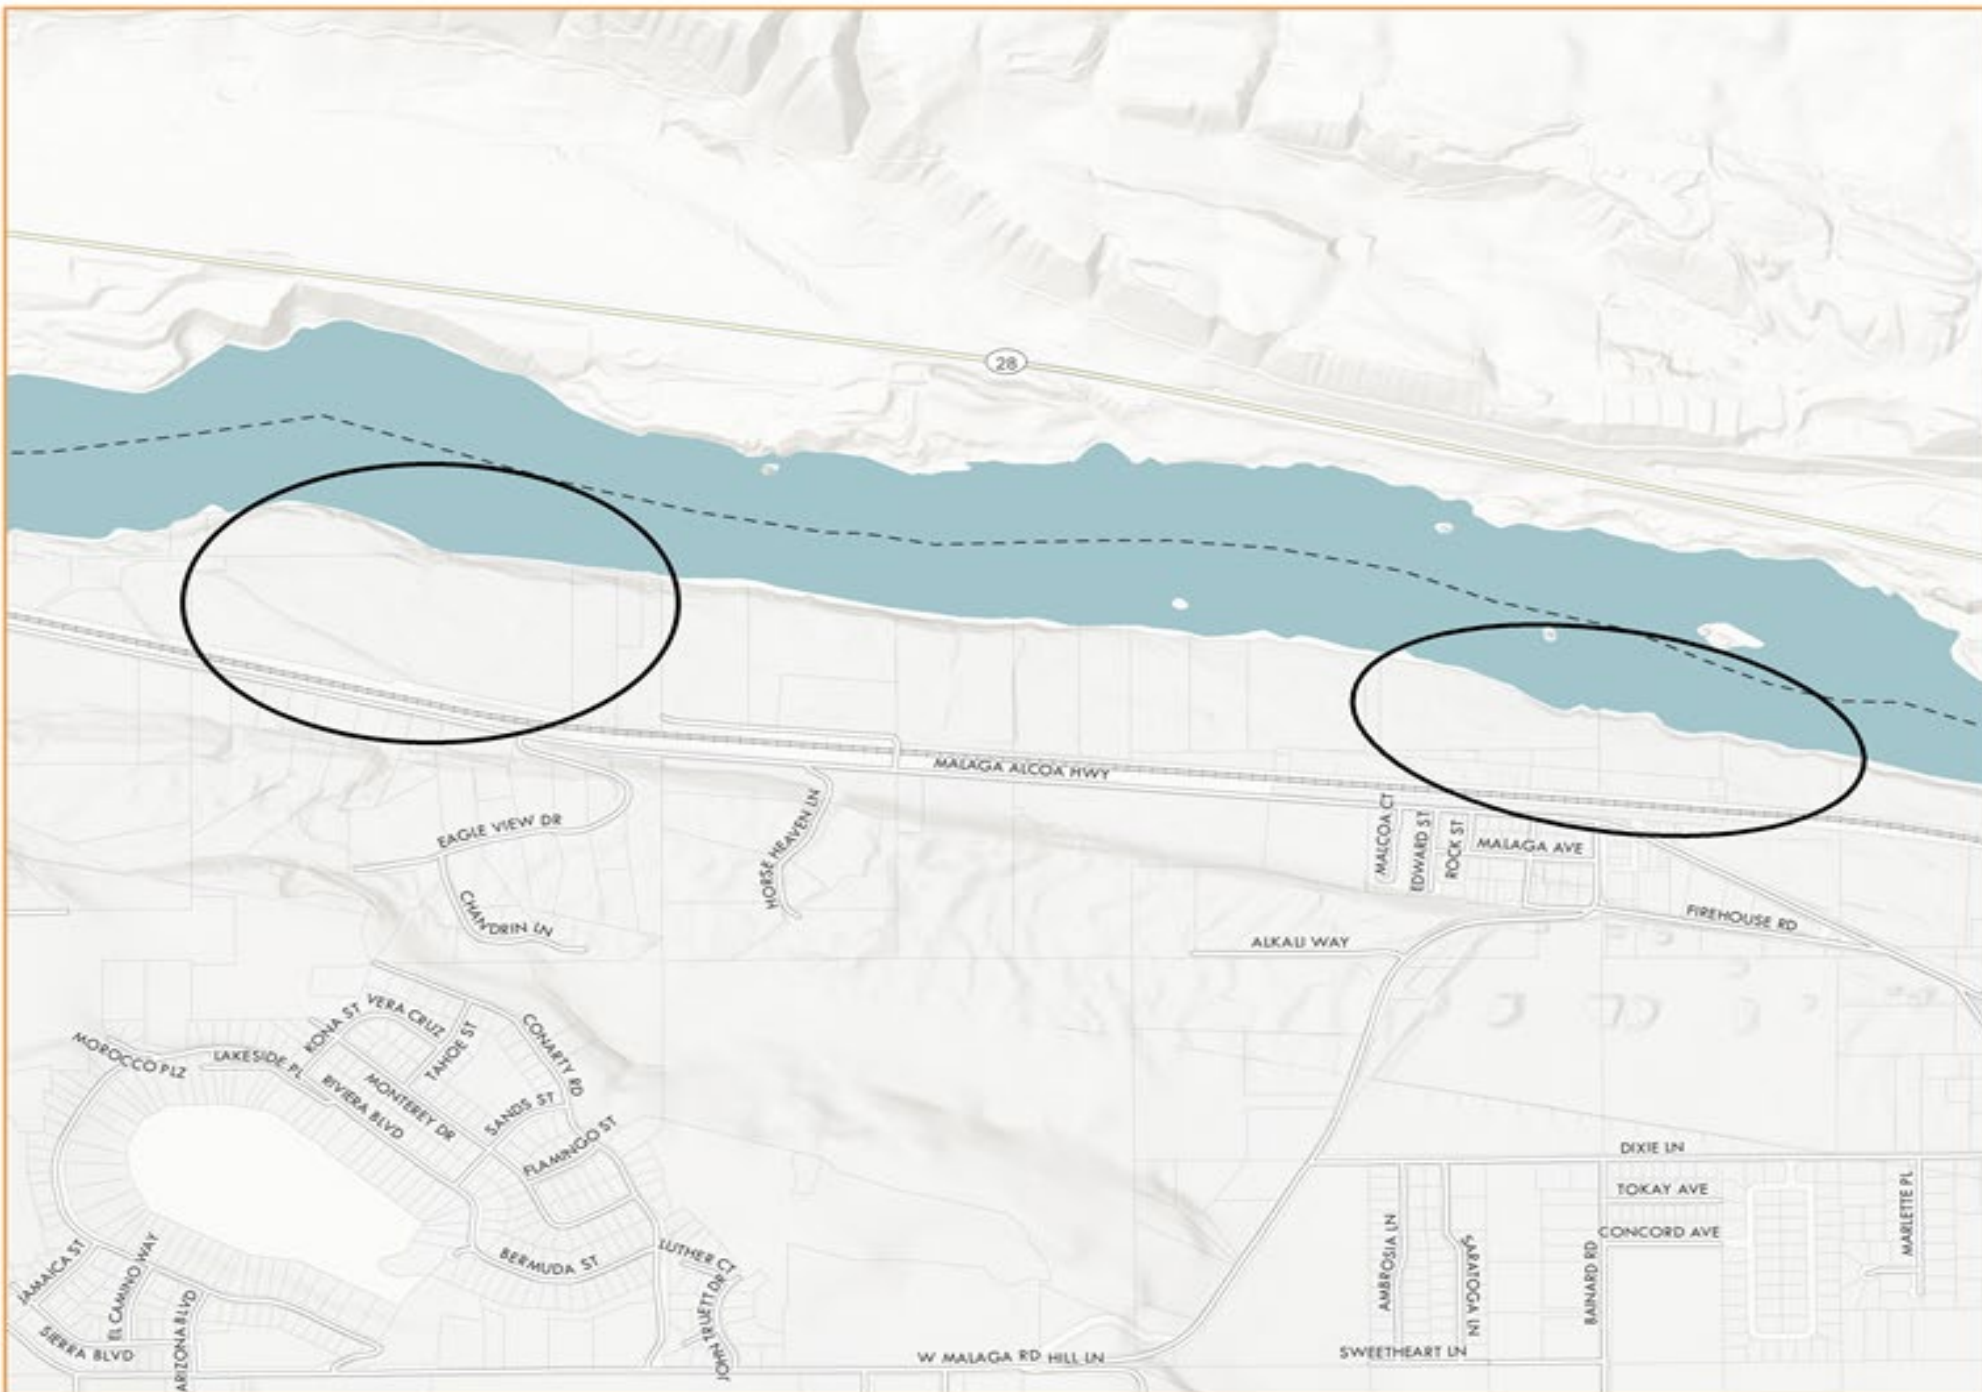 28
MALAGA ALCOA HWY
EAGLE VIEW DR
HORSE HEAVEN LN
MALCOA CT
EDWARD ST
ROCK ST
MALAGA AVE
CHANDRIN LN
FIREHOUSE RD
ALKALI WAY
KONA ST
VERA CRUZ
TAHOE ST
CONARTY RD
MOROCCO PLZ
LAKESIDE PL
RIVIERA BLVD
MONTEREY DR
SANDS ST
FLAMINGO ST
DIXIE LN
TOKAY AVE
CONCORD AVE
MARLETTE PL
JAMAICA ST
EL CAMINO WAY
ARIZONA BLVD
SIERRA BLVD
BERMUDA ST
LUTHER CT
JOHN TRUETT DR
AMBROSIA LN
SARATOGA LN
BAINARD RD
W MALAGA RD HILL LN
SWEETHEART LN